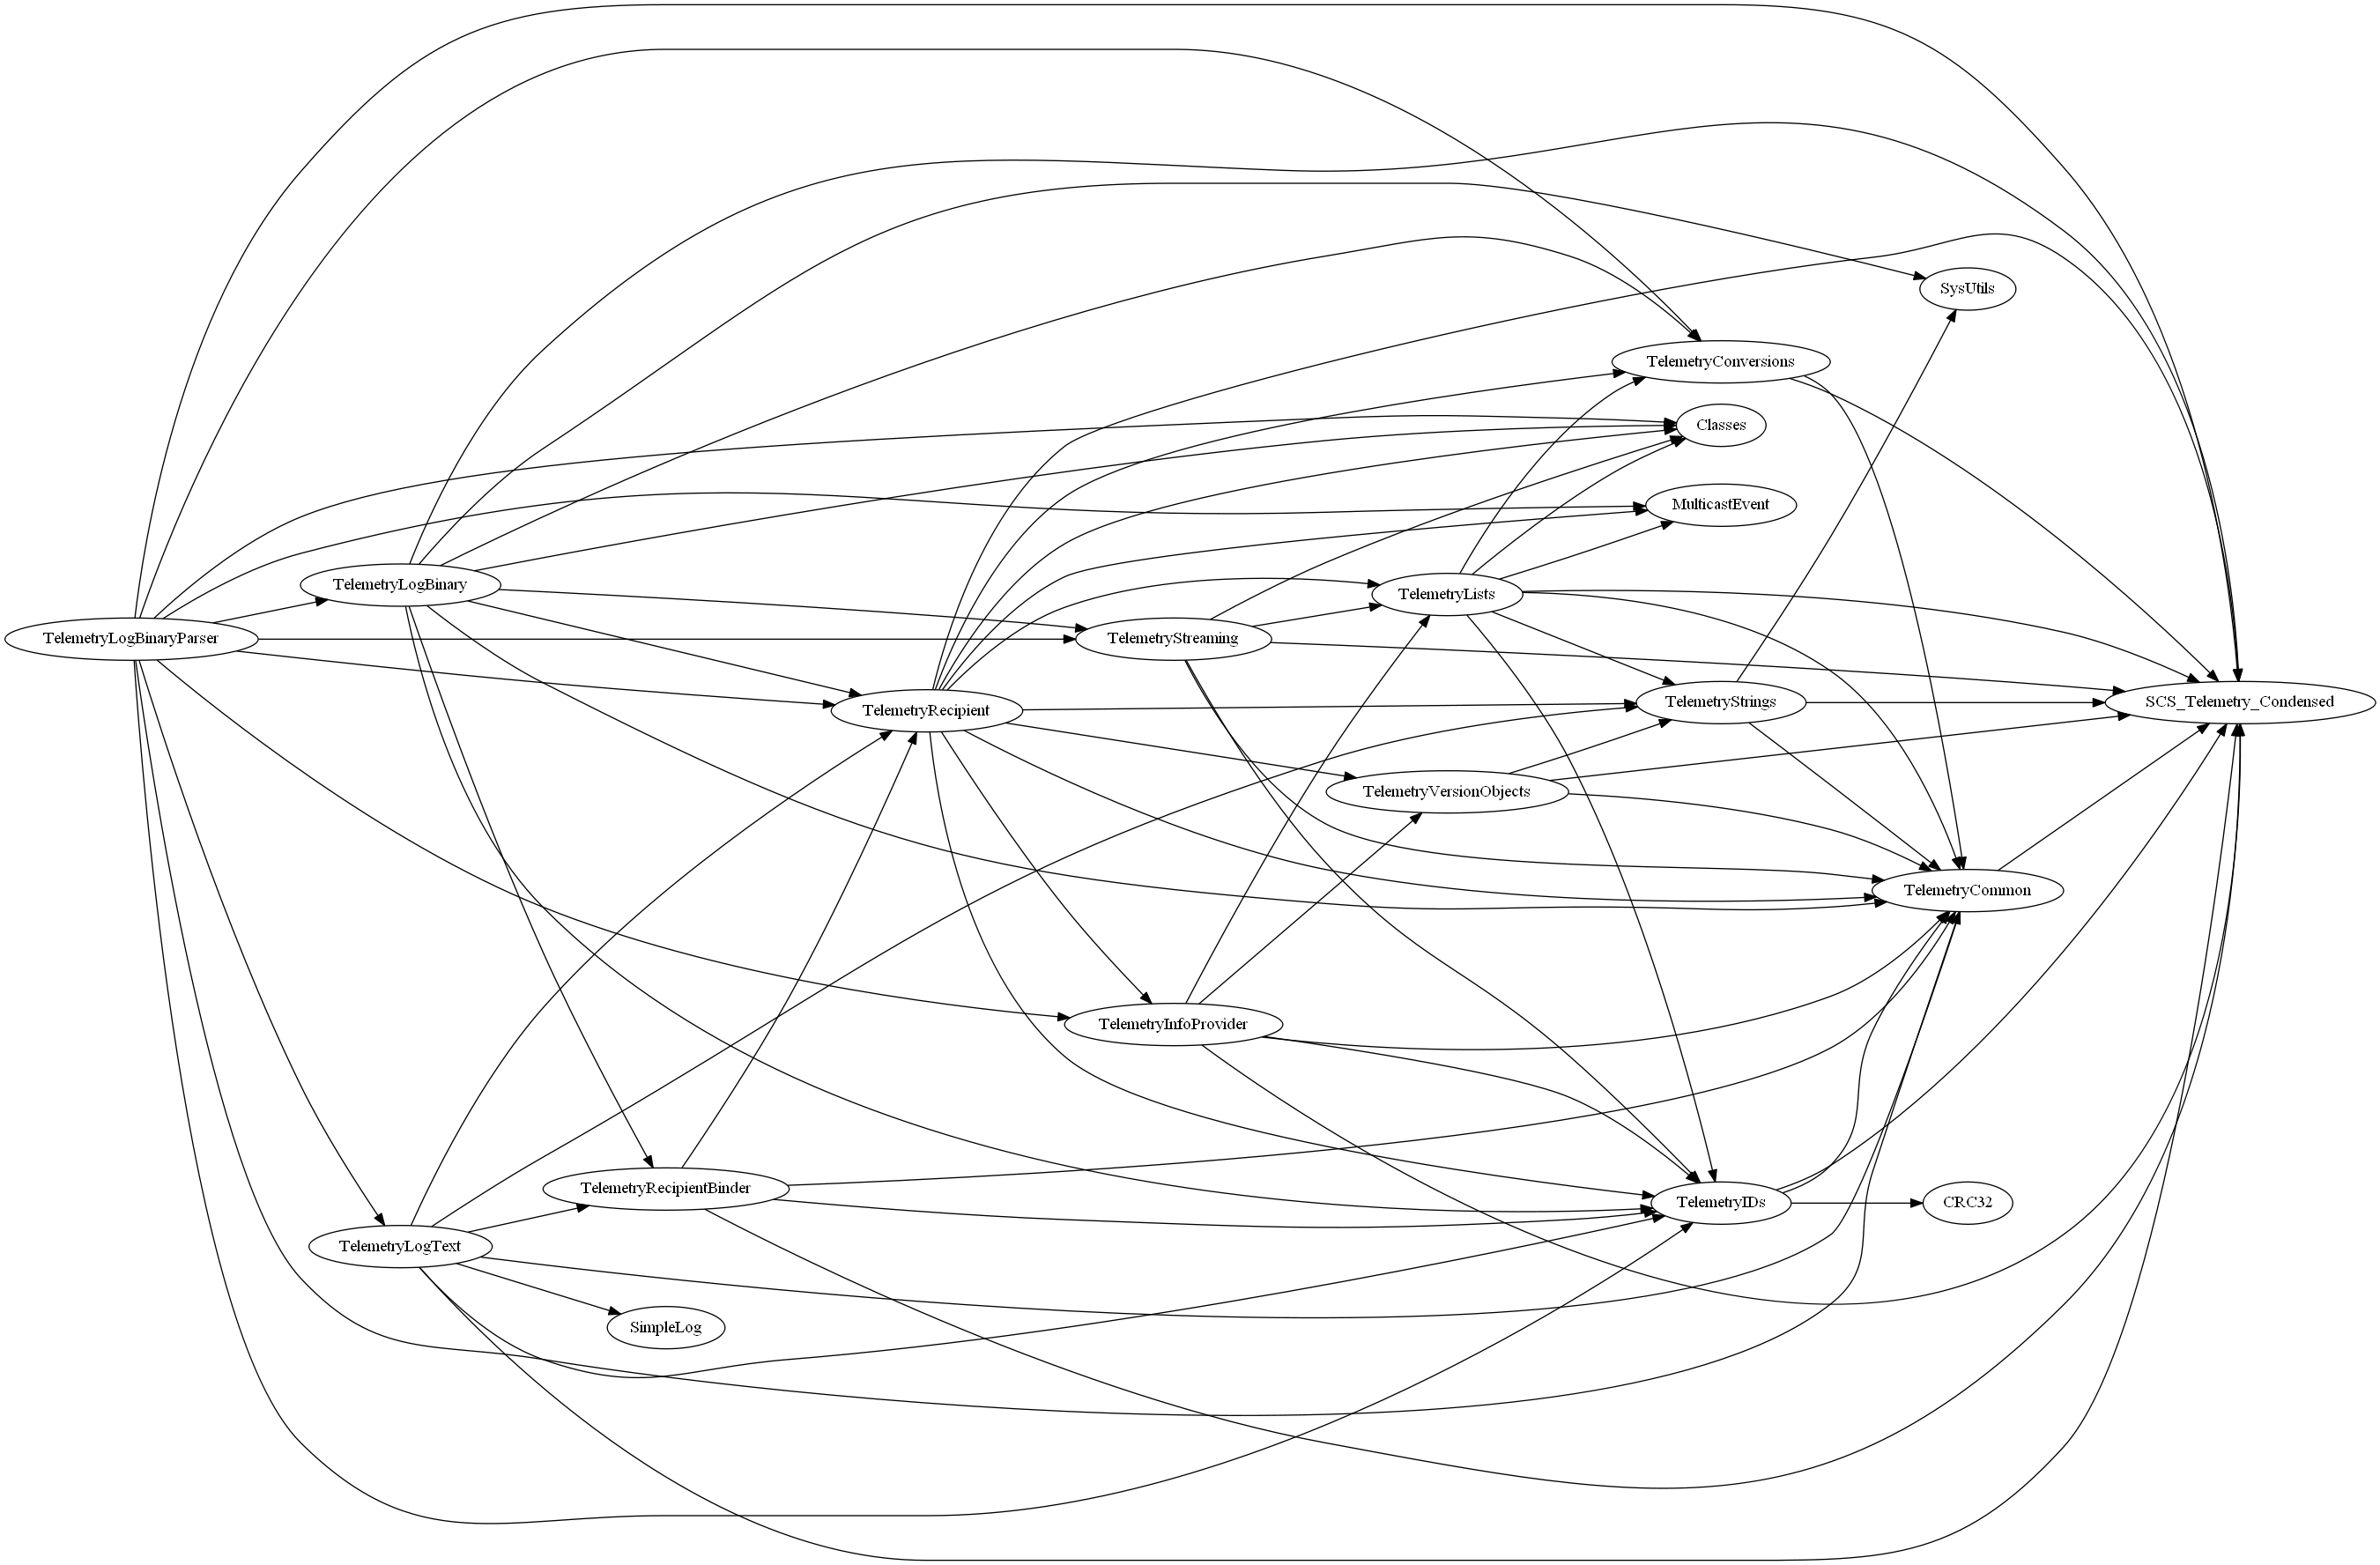 SysUtils
TelemetryConversions
Classes
MulticastEvent
TelemetryLogBinary
TelemetryLists
TelemetryLogBinaryParser
TelemetryStreaming
TelemetryRecipient
TelemetryStrings
SCS_Telemetry_Condensed
TelemetryVersionObjects
TelemetryCommon
TelemetryInfoProvider
TelemetryRecipientBinder
TelemetryIDs
CRC32
TelemetryLogText
SimpleLog